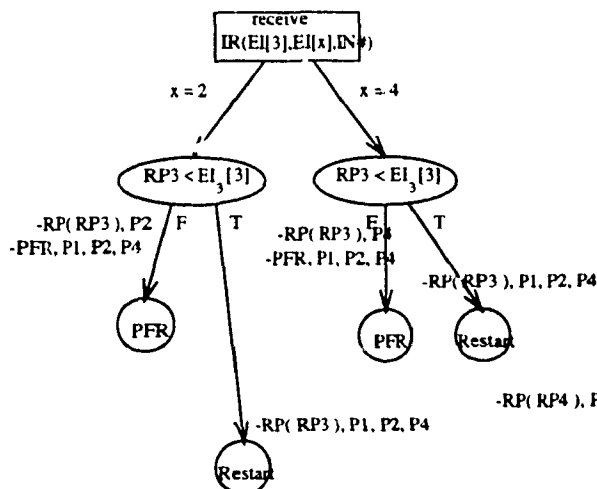 receive
IR(EI[3],EI[x],IN#)
x = 2
x = 4
RP3 < EI_3[3]
RP3 < EI_3[3]
-RP( RP3 ), P2
F
T
-PFR, P1, P2, P4
-RP( RP3 ), P4
F
T
-PFR, P1, P2, P4
-RP( RP3 ), P1, P2, P4
PFR
PFR
Restart
-RP( RP4 ), P
-RP( RP3 ), P1, P2, P4
Restart